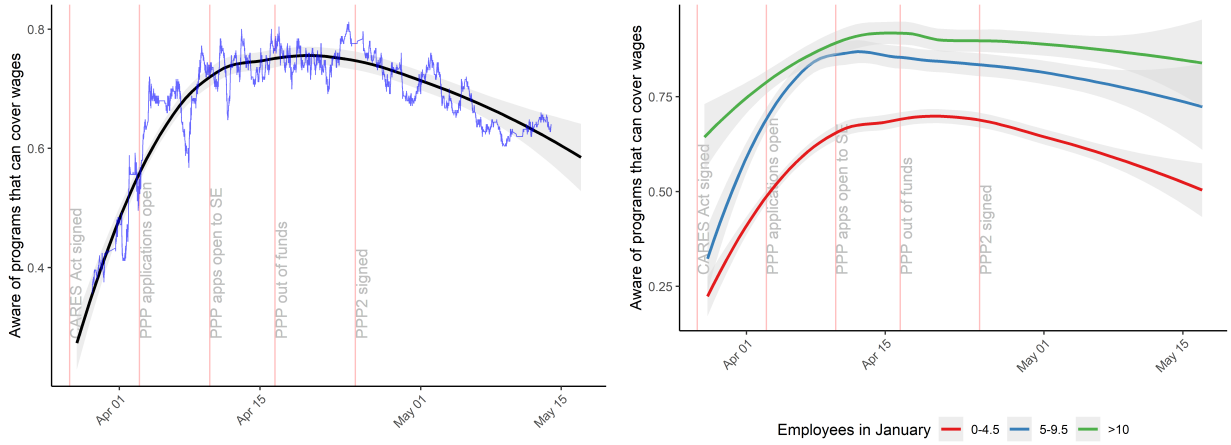 Aware of programs that can cover wages
0.8
0.6
0.4
CARES Act signed
PPP applications open
PPP apps open to SE
PPP out of funds
PPP2 signed
Apr 01
Apr 15
May 01
May 15
Aware of programs that can cover wages
0.75
0.50
0.25
CARES Act signed
PPP applications open
PPP apps open to SE
PPP out of funds
PPP2 signed
Apr 01
Apr 15
May 01
May 15
Employees in January 0-4.5 5-9.5 >10